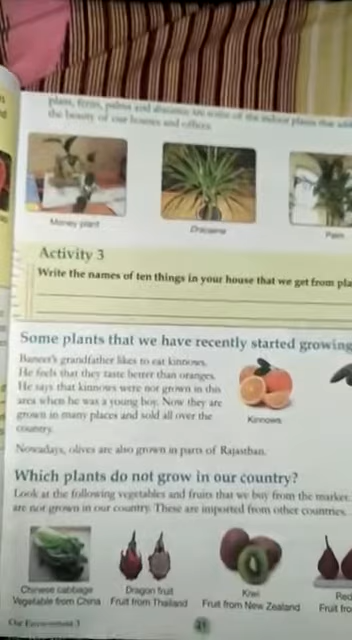 plant, ferns, palms and dracaena are some of the indoor plants that add
the beauty of our houses and offices.
Money plant
Dracaena
Palm
Activity 3
Write the names of ten things in your house that we get from pla
Some plants that we have recently started growing
grandfather likes to eat kinnows.
He feels that they taste better than oranges.
He says that kinnows were not grown in this
area when he was a young boy. Now they are
grown in many places and sold all over the
country.
Kinnows
Nowadays, olives are also grown in parts of Rajasthan.
Which plants do not grow in our country?
Look at the following vegetables and fruits that we buy from the market.
are not grown in our country. These are imported from other countries.
Chinese cabbage
Vegetable from China
Dragon fruit
Fruit from Thailand
Kiwi
Fruit from New Zealand
Red
Fruit fro
Our Environment 3
41